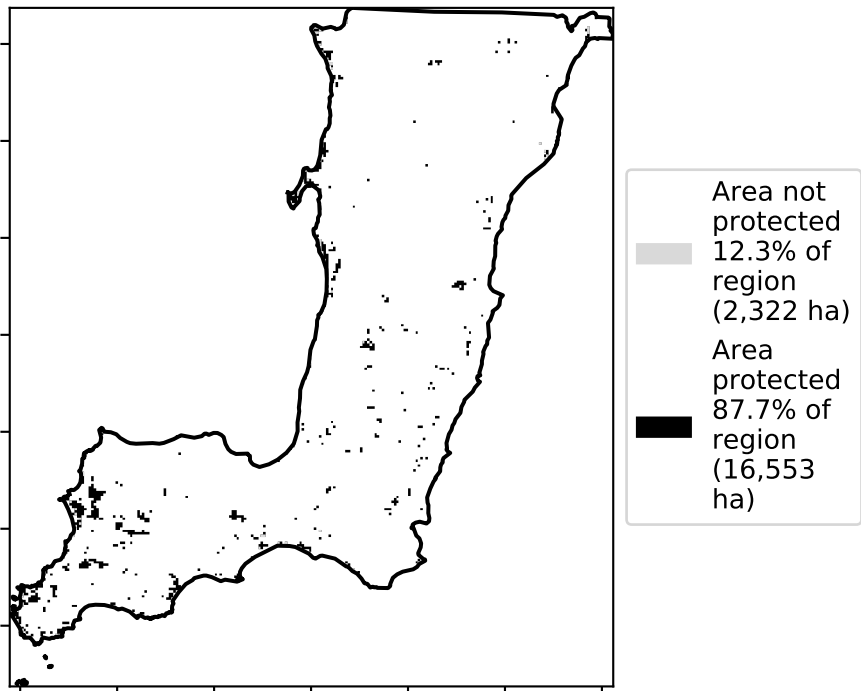 Area not
protected
12.3% of
region
(2,322 ha)
Area
protected
87.7% of
region
(16,553
ha)